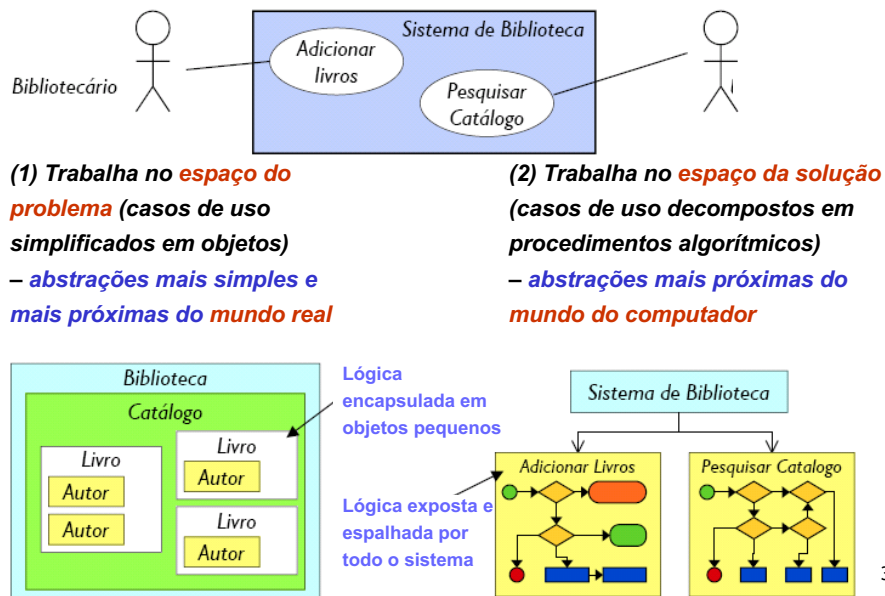 Sistema de Biblioteca
Adicionar
livros
Bibliotecário
Pesquisar
Catálogo
(1) Trabalha no espaço do
problema (casos de uso
simplificados em objetos)
– abstrações mais simples e
mais próximas do mundo real
(2) Trabalha no espaço da solução
(casos de uso decompostos em
procedimentos algorítmicos)
– abstrações mais próximas do
mundo do computador
Biblioteca
Catálogo
Livro
Autor
Autor
Livro
Autor
Livro
Autor
Lógica
encapsulada em
objetos pequenos
Lógica exposta e
espalhada por
todo o sistema
Sistema de Biblioteca
Adicionar Livros
Pesquisar Catalogo